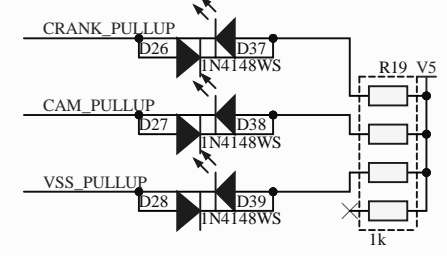 CRANK_PULLUP
D26 D37
1N4148WS
R19 V5
CAM_PULLUP
D27 D38
1N4148WS
VSS_PULLUP
D28 D39
1N4148WS
1k